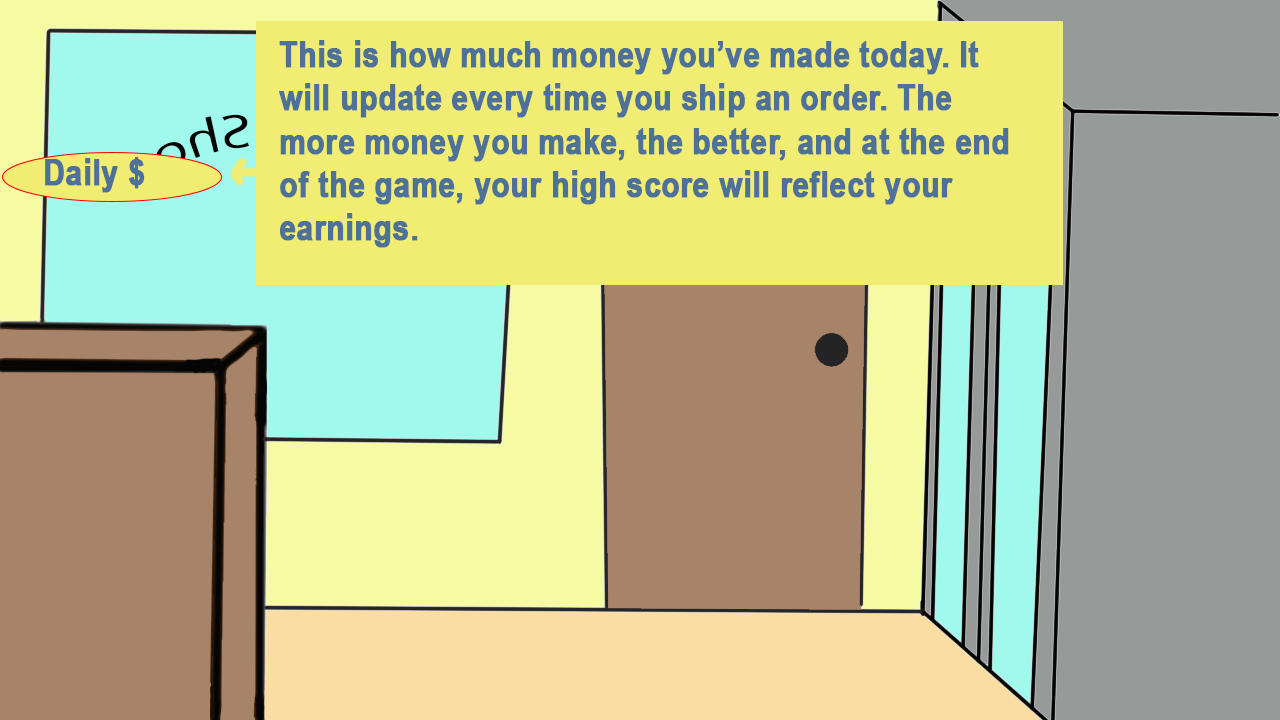 This is how much money you’ve made today. It
will update every time you ship an order. The
more money you make, the better, and at the end
of the game, your high score will reflect your
earnings.
Daily $